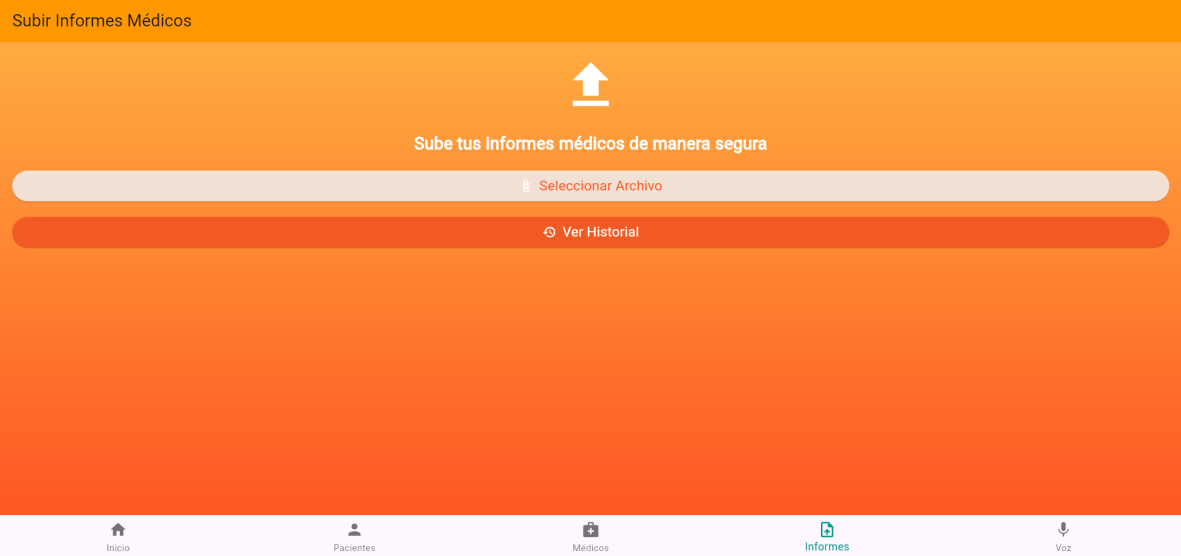 Subir Informes Médicos
Sube tus informes médicos de manera segura
Seleccionar Archivo
Ver Historial
Inicio
Pacientes
Médicos
Informes
Voz